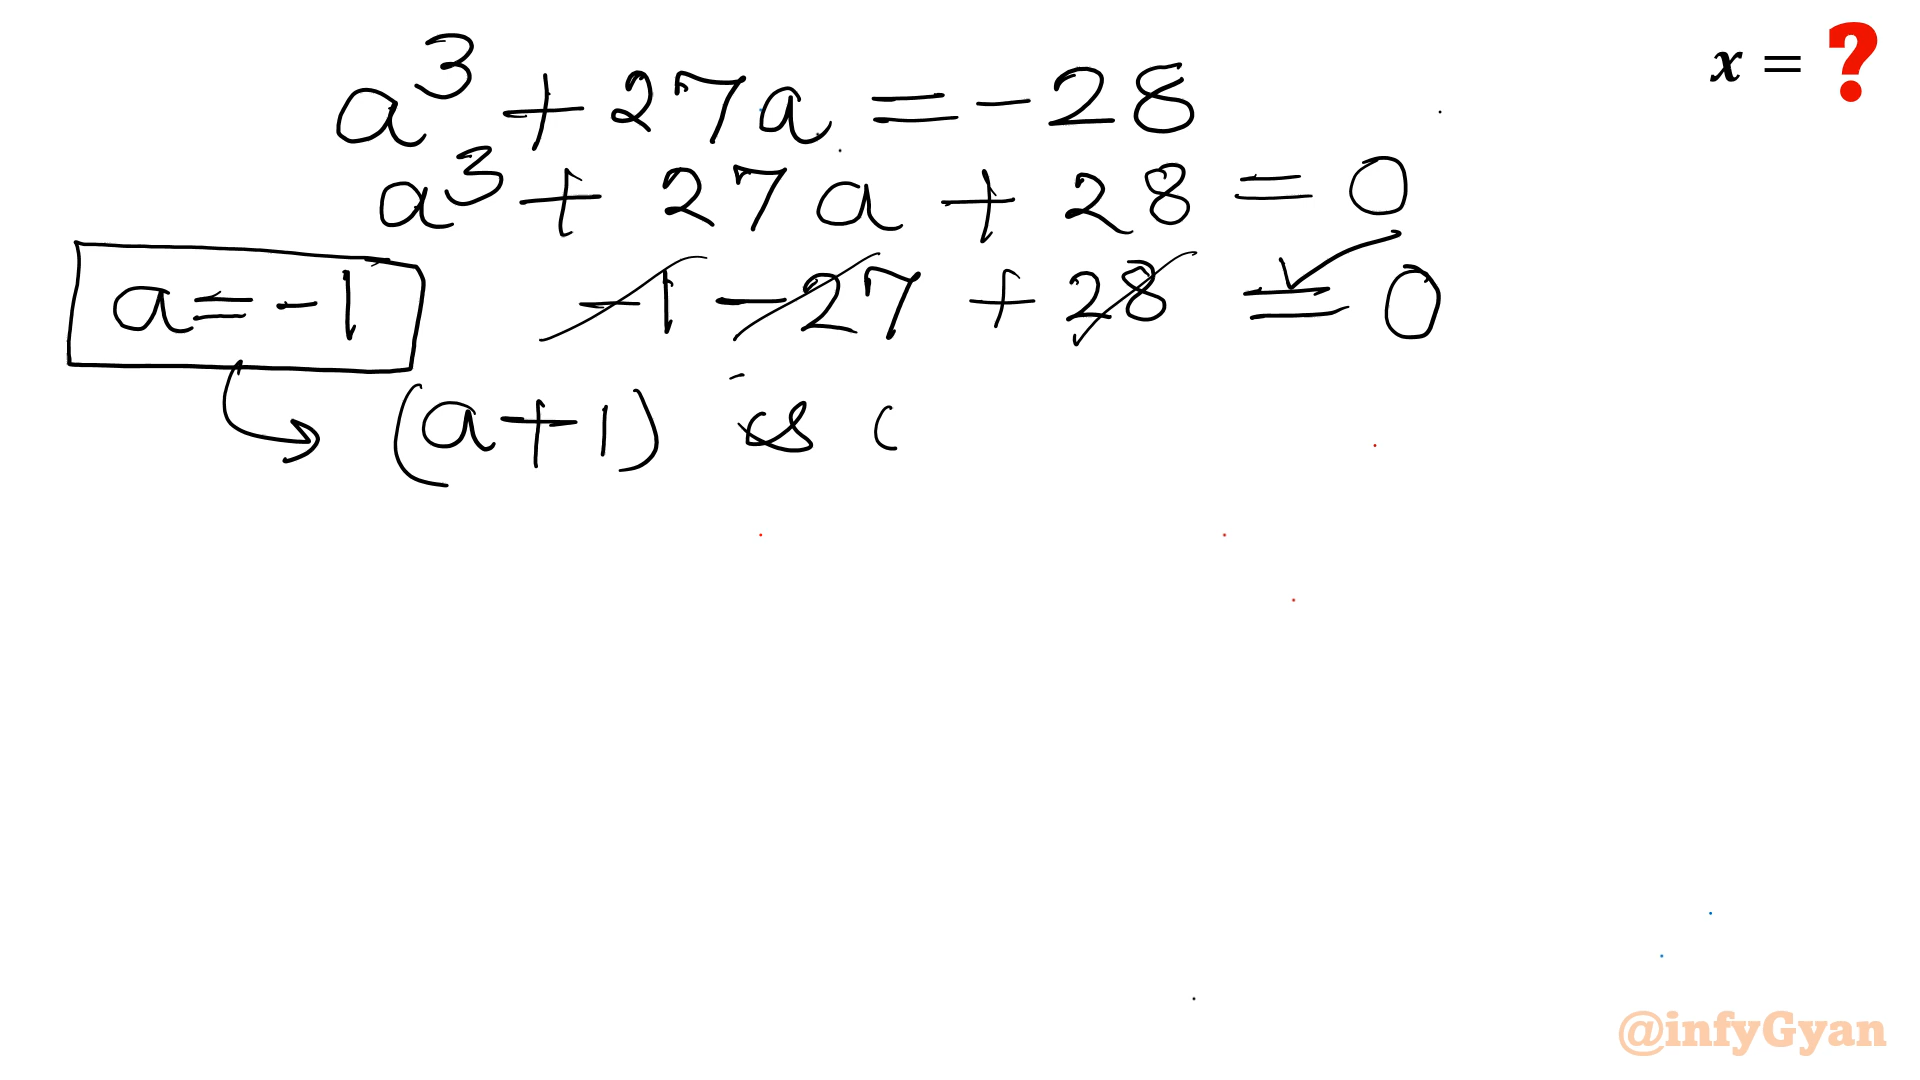 x = ?
a³ + 27a = -28
a³ + 27a + 28 = 0
a = -1
-1 - 27 + 28 = 0
(a+1) is
@infyGyan